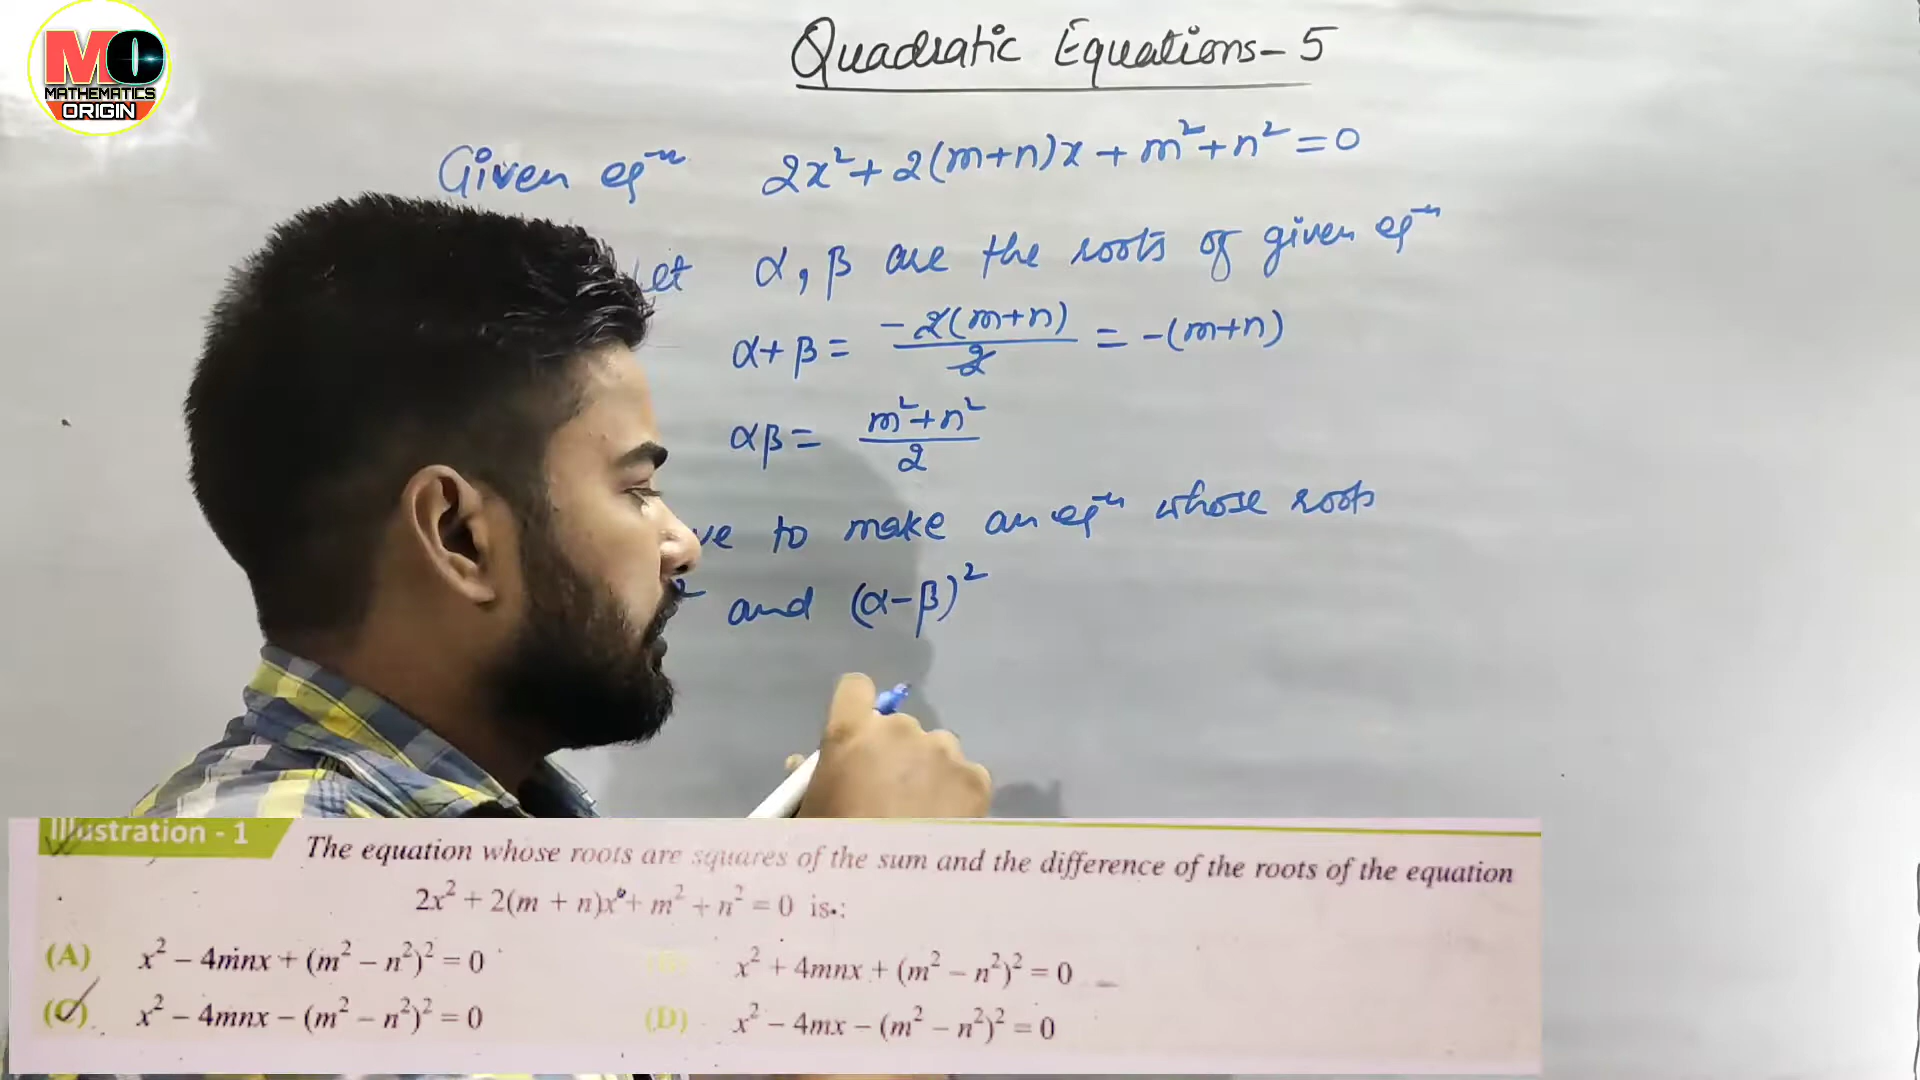 MO
MATHEMATICS
ORIGIN
Quadratic Equations-5
Given eqⁿ 2x²+2(m+n)x+m²+n²=0
Let α, β are the roots of given eqⁿ
α+β = -2(m+n)/2 = -(m+n)
αβ = m²+n²/2
to make an eqⁿ whose roots
² and (α-β)²
Illustration - 1 The equation whose roots are squares of the sum and the difference of the roots of the equation
2x² + 2(m + n)x + m² + n² = 0 is :
(A) x² – 4mnx + (m² – n²)² = 0 (B) x² + 4mnx + (m² – n²)² = 0
(C) x² – 4mnx – (m² – n²)² = 0 (D) x² – 4mx – (m² – n²)² = 0